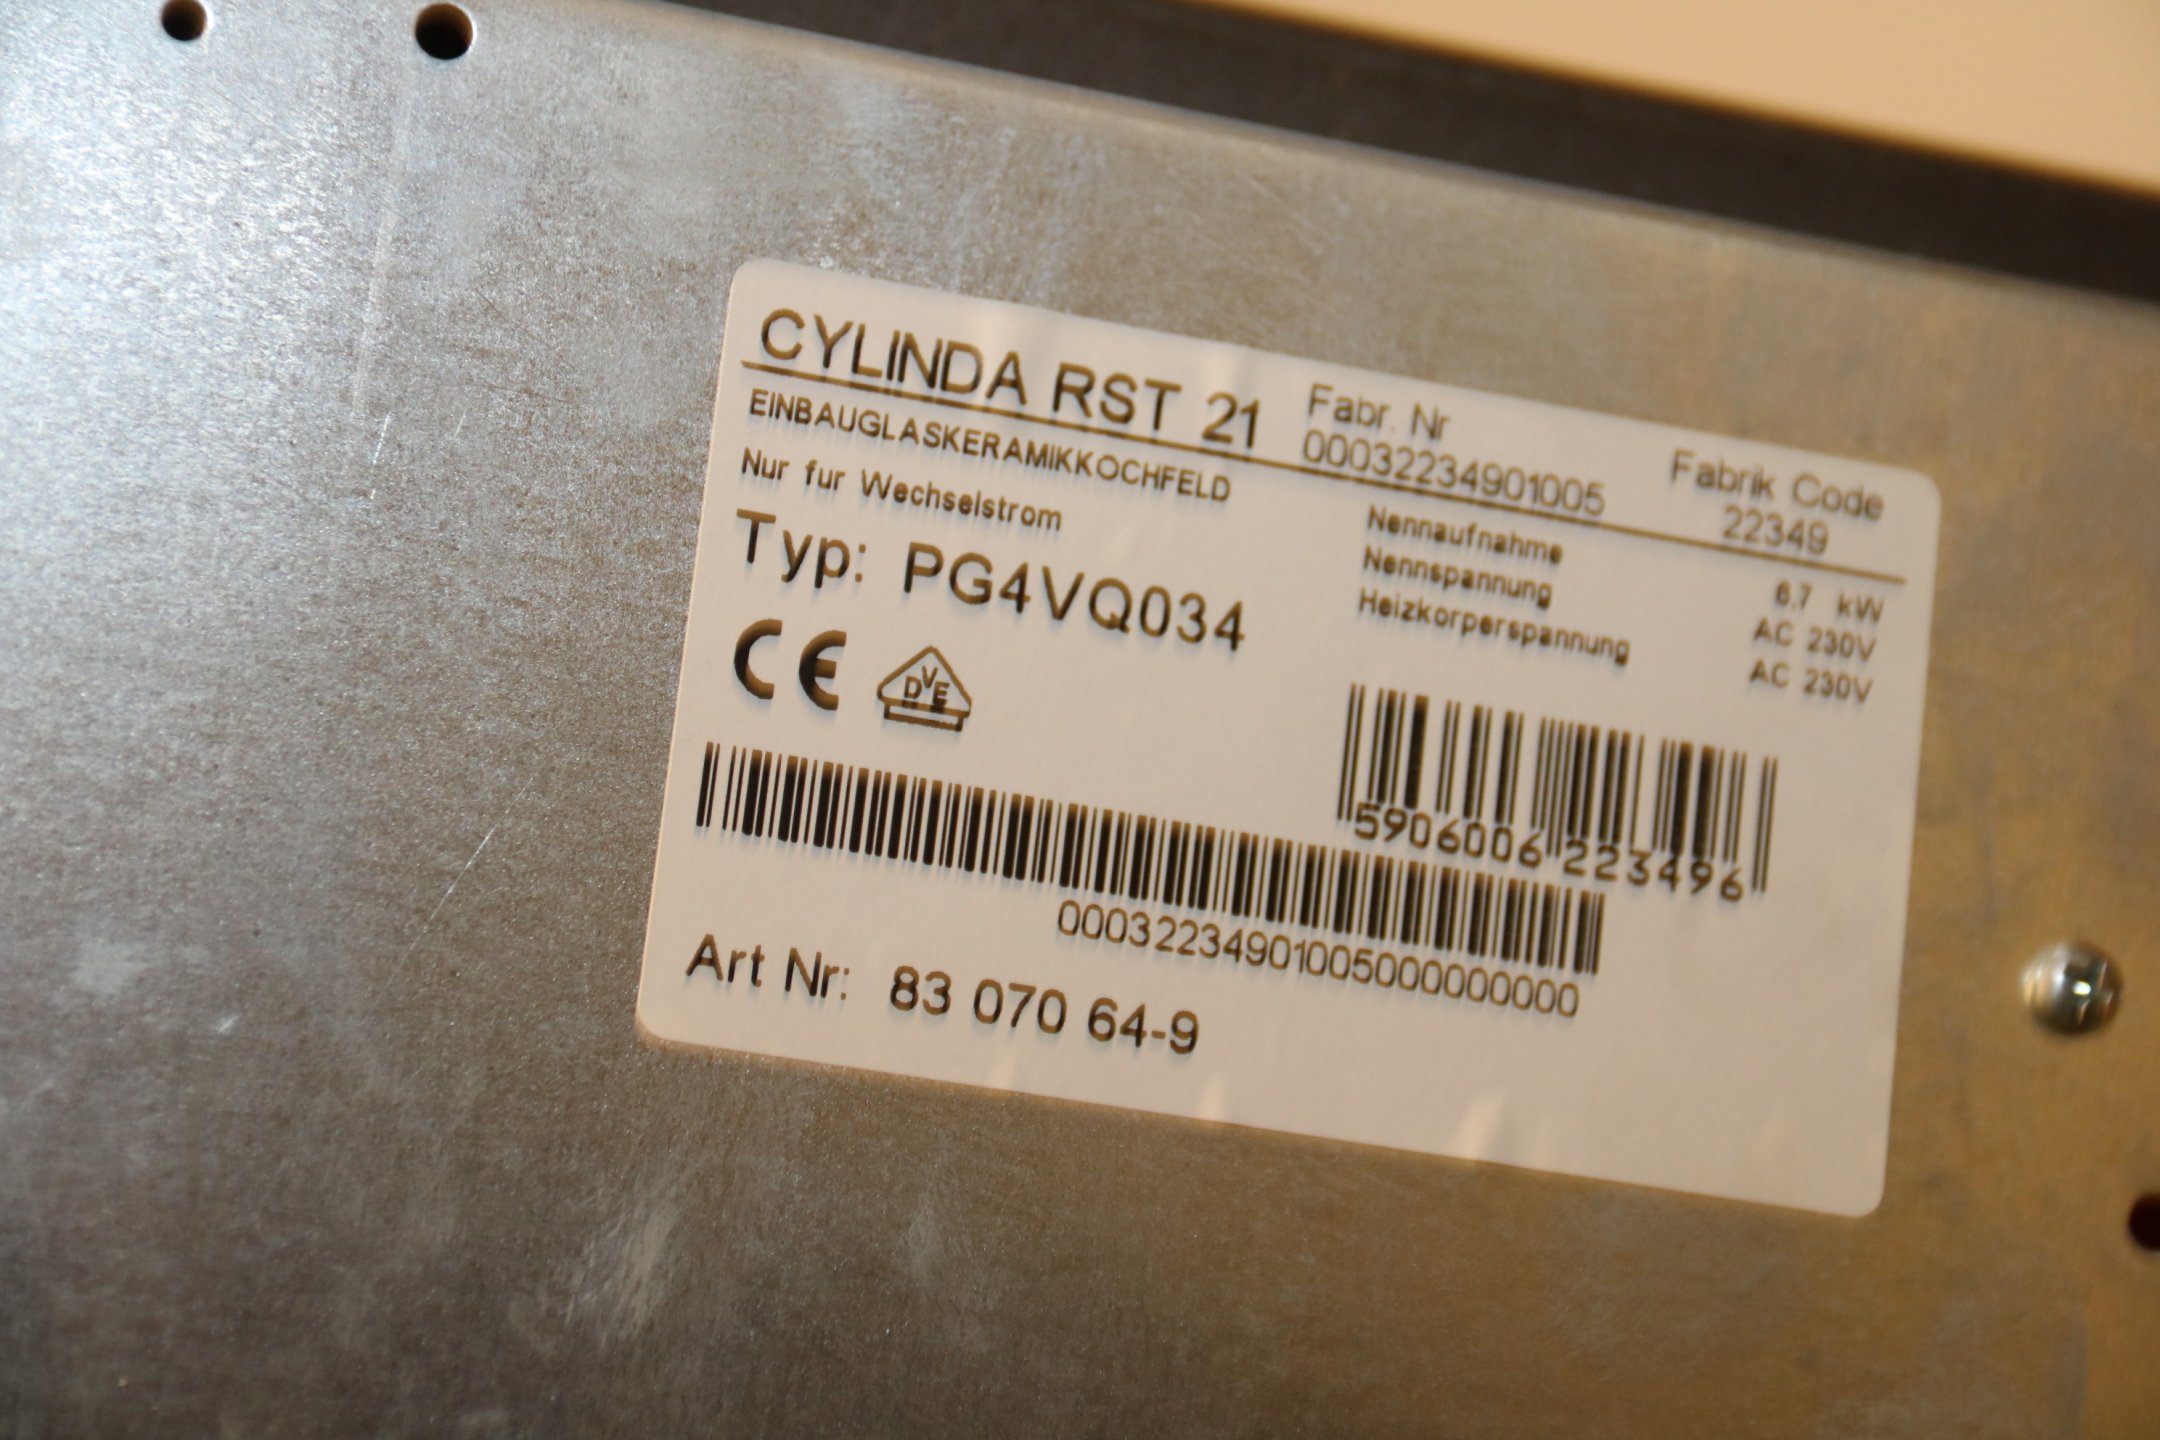 CYLINDA RST 21
Fabr. Nr
00032234901005
Fabrik Code
22349
EINBAUGLASKERAMIKKOCHFELD
Nur fur Wechselstrom
Typ: PG4VQ034
Nennaufnahme 6,7 kW
Nennspannung AC 230V
Heizkorperspannung AC 230V
CE
DVE
5906006 223496
00032234901005000000000
Art Nr: 83 070 64-9